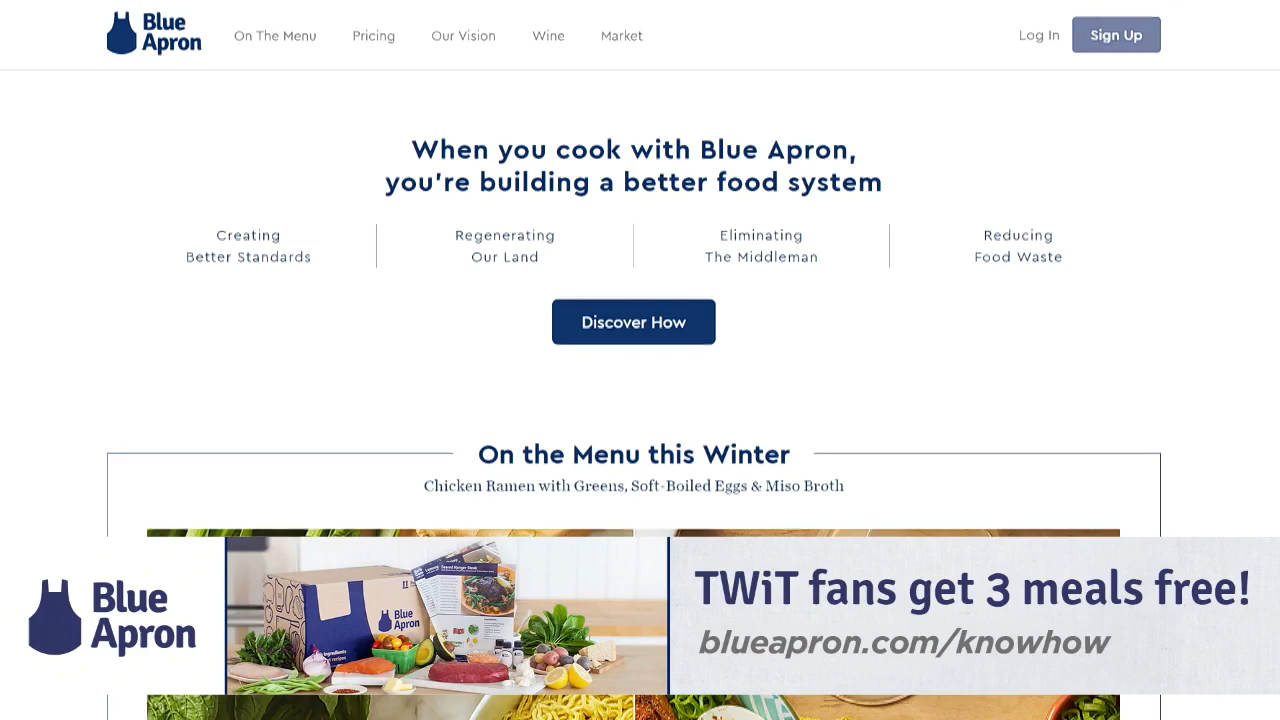 Blue
Apron
On The Menu
Pricing
Our Vision
Wine
Market
Log In
Sign Up
When you cook with Blue Apron,
you're building a better food system
Creating
Better Standards
Regenerating
Our Land
Eliminating
The Middleman
Reducing
Food Waste
Discover How
On the Menu this Winter
Chicken Ramen with Greens, Soft-Boiled Eggs & Miso Broth
Blue
Apron
Blue
Apron
TWiT fans get 3 meals free!
blueapron.com/knowhow